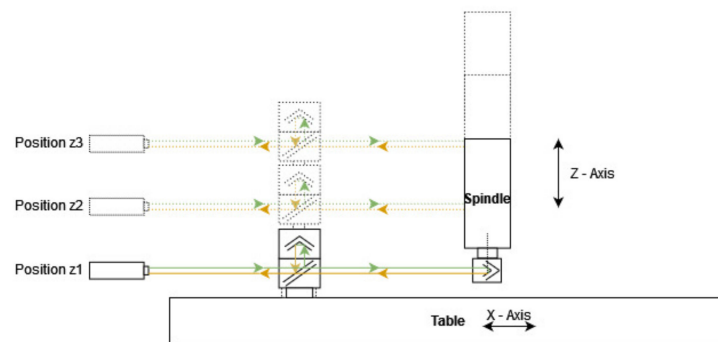 Position z3
Z - Axis
Position z2
Spindle
Position z1
Table
X - Axis